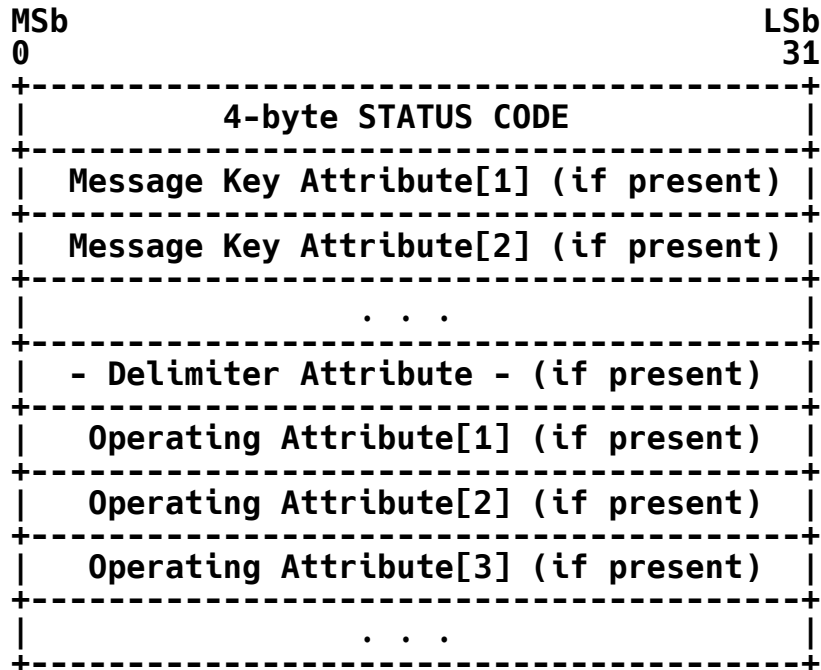 MSb                                    LSb
0                                       31
+----------------------------------------+
|          4-byte STATUS CODE            |
+----------------------------------------+
|  Message Key Attribute[1] (if present) |
+----------------------------------------+
|  Message Key Attribute[2] (if present) |
+----------------------------------------+
|                 . . .                  |
+----------------------------------------+
|  - Delimiter Attribute - (if present)  |
+----------------------------------------+
|   Operating Attribute[1] (if present)  |
+----------------------------------------+
|   Operating Attribute[2] (if present)  |
+----------------------------------------+
|   Operating Attribute[3] (if present)  |
+----------------------------------------+
|                 . . .                  |
+----------------------------------------+